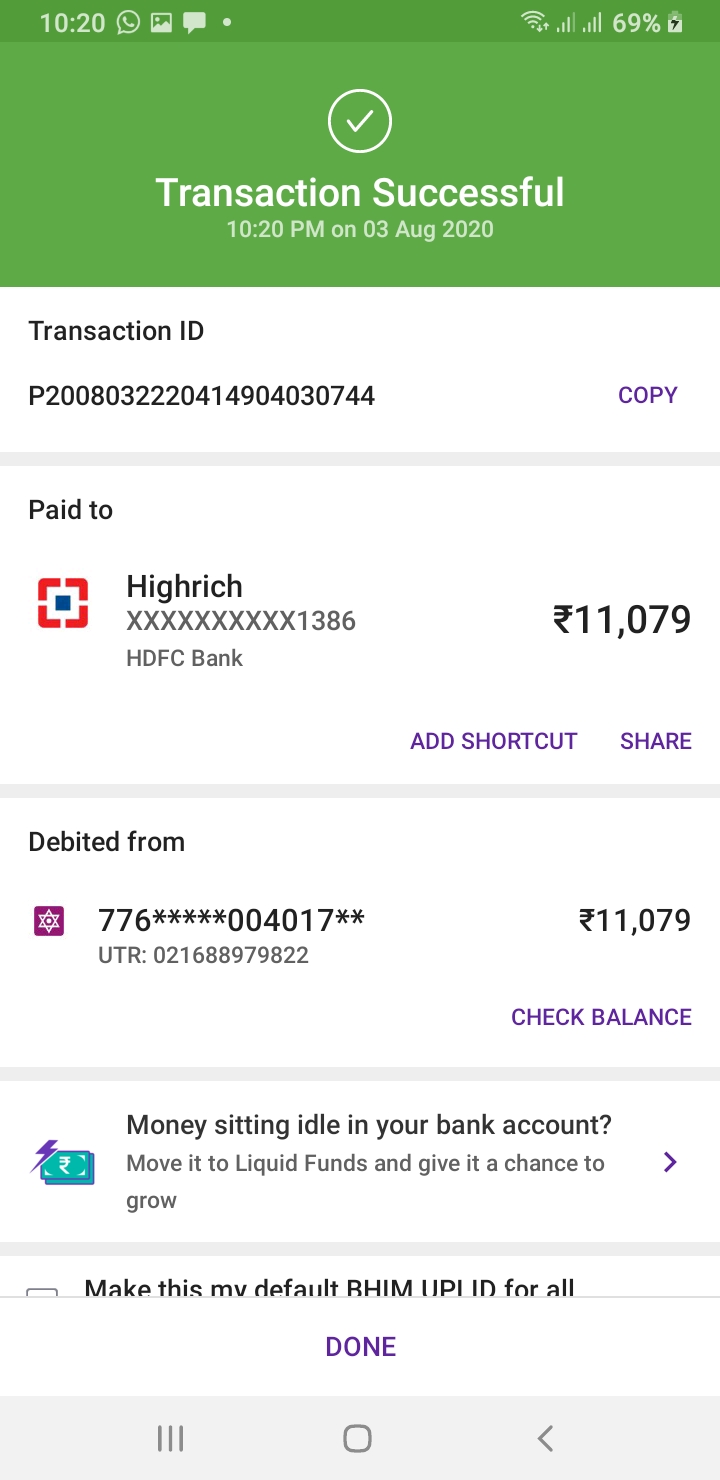 10:20 69%
Transaction Successful
10:20 PM on 03 Aug 2020
Transaction ID
P2008032220414904030744 COPY
Paid to
Highrich
XXXXXXXXXX1386
₹11,079
HDFC Bank
ADD SHORTCUT SHARE
Debited from
776*****004017** ₹11,079
UTR: 021688979822
CHECK BALANCE
Money sitting idle in your bank account?
Move it to Liquid Funds and give it a chance to
grow
Make this my default BHIM UPI ID for all
DONE